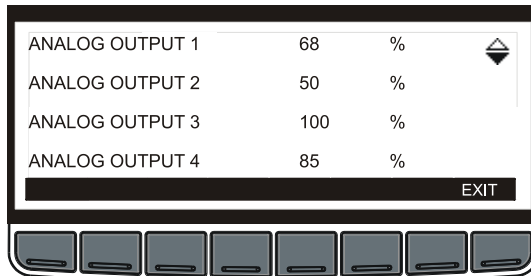 ANALOG OUTPUT 1 68 %
ANALOG OUTPUT 2 50 %
ANALOG OUTPUT 3 100 %
ANALOG OUTPUT 4 85 %
EXIT